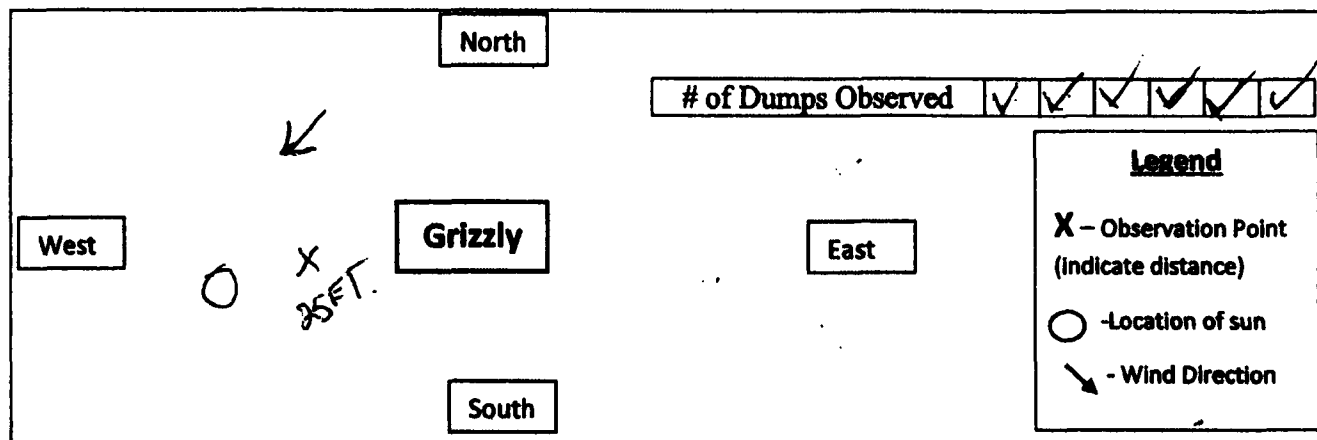 North
# of Dumps Observed ✓ ✓ ✓ ✓ ✓ ✓
Legend
West
Grizzly
East
X – Observation Point
(indicate distance)
X
25FT.
-Location of sun
- Wind Direction
South